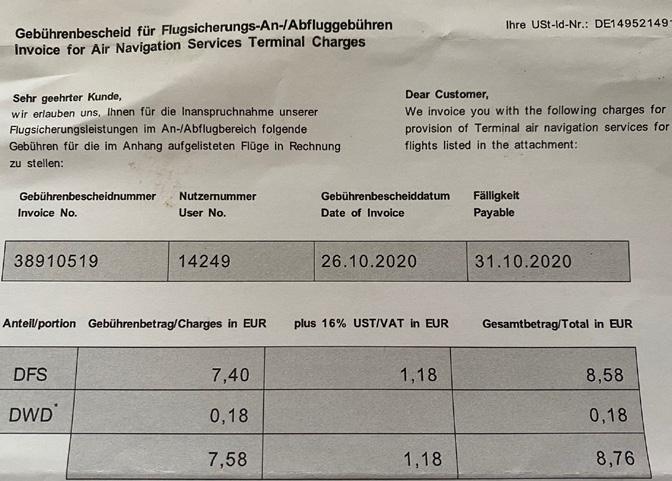 Gebührenbescheid für Flugsicherungs-An-/Abfluggebühren
Invoice for Air Navigation Services Terminal Charges
Ihre USt-Id-Nr.: DE14952149
Sehr geehrter Kunde,
wir erlauben uns, Ihnen für die Inanspruchnahme unserer
Flugsicherungsleistungen im An-/Abflugbereich folgende
Gebühren für die im Anhang aufgelisteten Flüge in Rechnung
zu stellen:
Dear Customer,
We invoice you with the following charges for
provision of Terminal air navigation services for
flights listed in the attachment:
Gebührenbescheidnummer Nutzernummer Gebührenbescheiddatum Fälligkeit
Invoice No. User No. Date of Invoice Payable
38910519 14249 26.10.2020 31.10.2020
Anteil/portion Gebührenbetrag/Charges in EUR plus 16% UST/VAT in EUR Gesamtbetrag/Total in EUR
DFS 7,40 1,18 8,58
DWD* 0,18 0,18
7,58 1,18 8,76